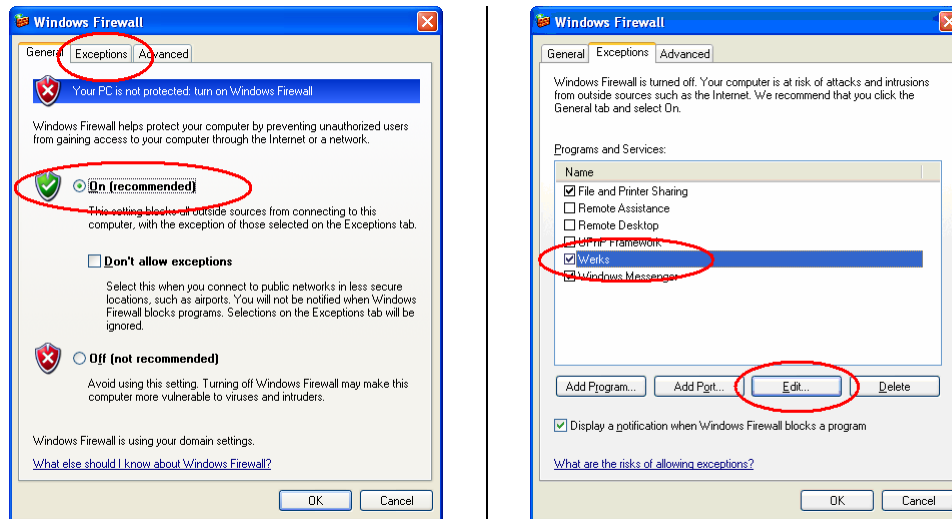 Windows Firewall
General Exceptions Advanced
Your PC is not protected: turn on Windows Firewall
Windows Firewall helps protect your computer by preventing unauthorized users
from gaining access to your computer through the Internet or a network.
On (recommended)
This setting blocks all outside sources from connecting to this
computer, with the exception of those selected on the Exceptions tab.
Don't allow exceptions
Select this when you connect to public networks in less secure
locations, such as airports. You will not be notified when Windows
Firewall blocks programs. Selections on the Exceptions tab will be
ignored.
Off (not recommended)
Avoid using this setting. Turning off Windows Firewall may make this
computer more vulnerable to viruses and intruders.
Windows Firewall is using your domain settings.
What else should I know about Windows Firewall?
OK Cancel
Windows Firewall
General Exceptions Advanced
Windows Firewall is turned off. Your computer is at risk of attacks and intrusions
from outside sources such as the Internet. We recommend that you click the
General tab and select On.
Programs and Services:
Name
File and Printer Sharing
Remote Assistance
Remote Desktop
UPnP Framework
Werks
Windows Messenger
Add Program... Add Port... Edit... Delete
Display a notification when Windows Firewall blocks a program
What are the risks of allowing exceptions?
OK Cancel